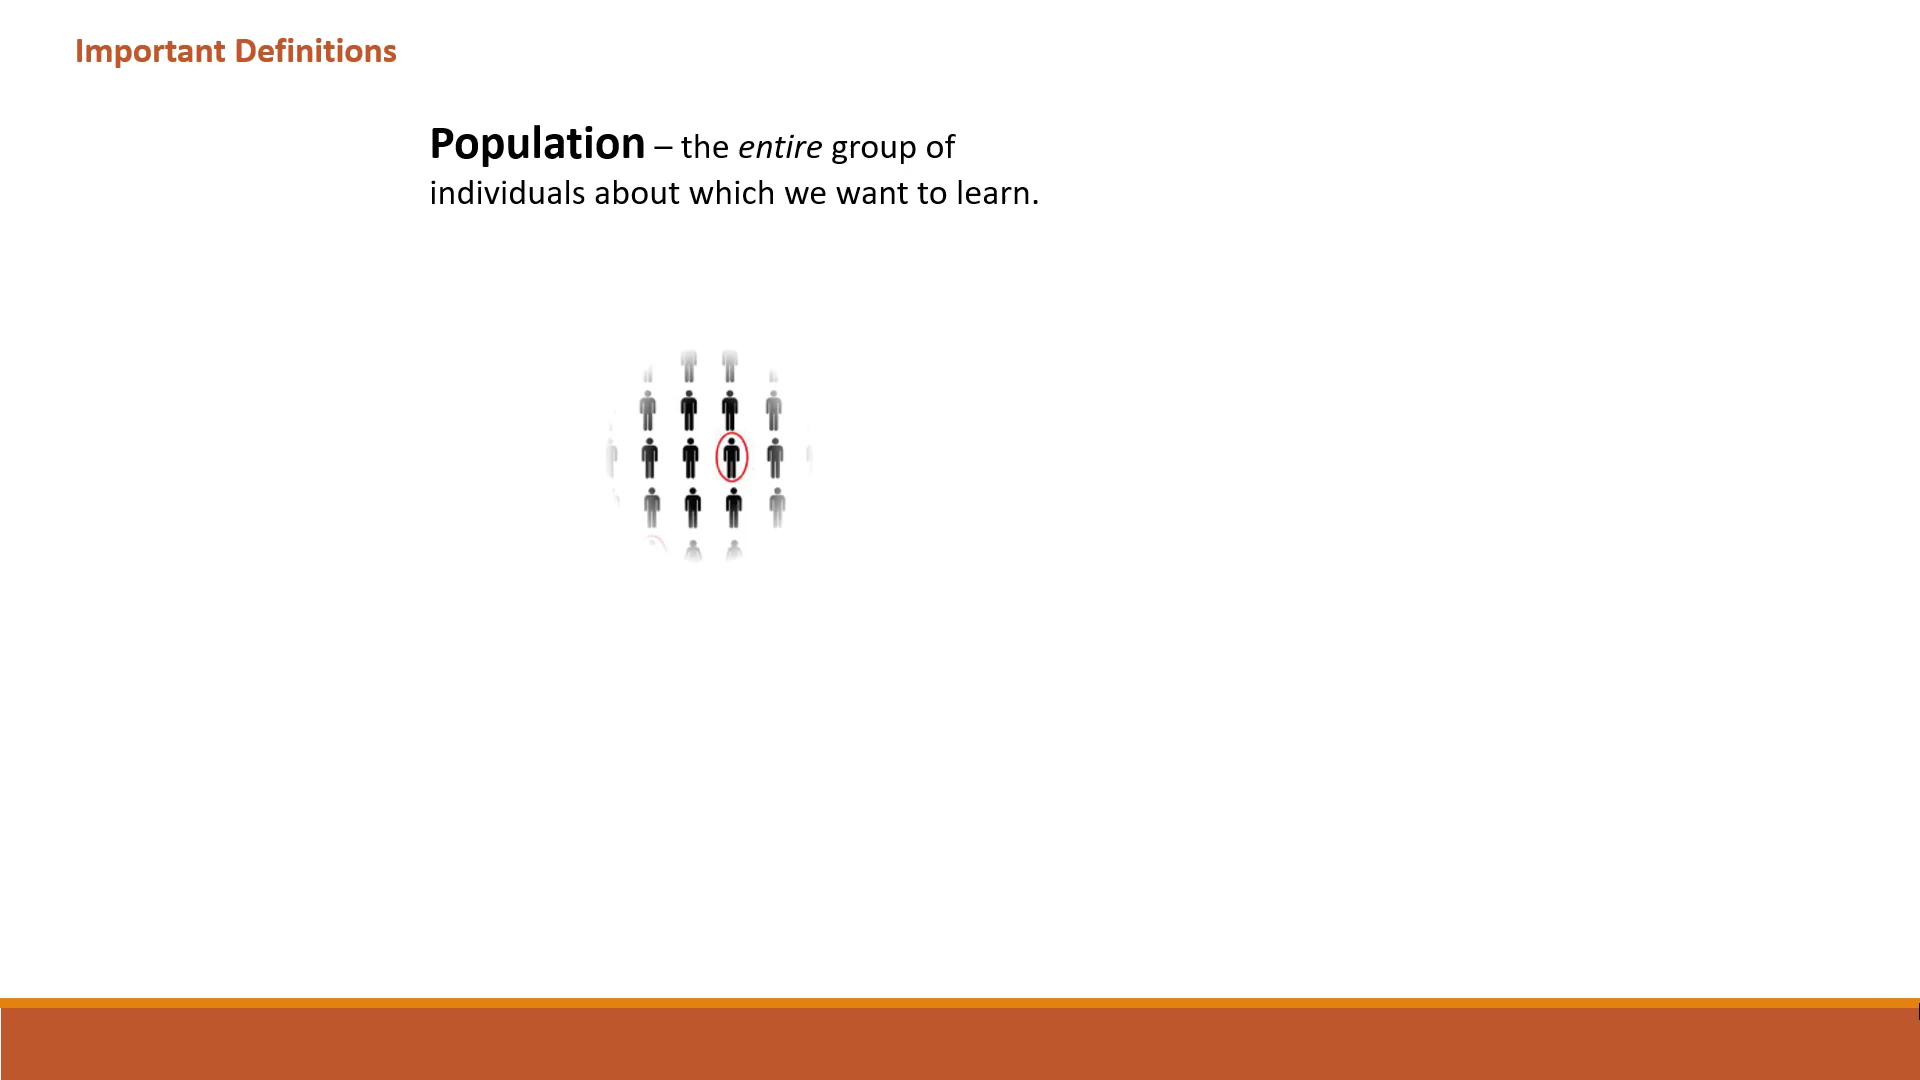 Important Definitions
Population – the entire group of
individuals about which we want to learn.